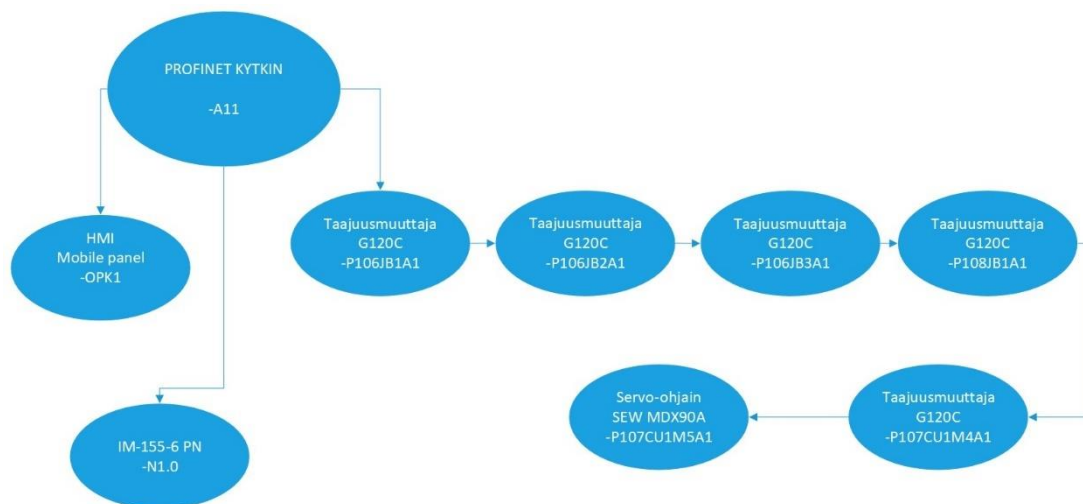 PROFINET KYTKIN
-A11
HMI
Mobile panel
-OPK1
IM-155-6 PN
-N1.0
Taajuusmuuttaja
G120C
-P106JB1A1
Taajuusmuuttaja
G120C
-P106JB2A1
Taajuusmuuttaja
G120C
-P106JB3A1
Taajuusmuuttaja
G120C
-P108JB1A1
Servo-ohjain
SEW MDX90A
-P107CU1M5A1
Taajuusmuuttaja
G120C
-P107CU1M4A1